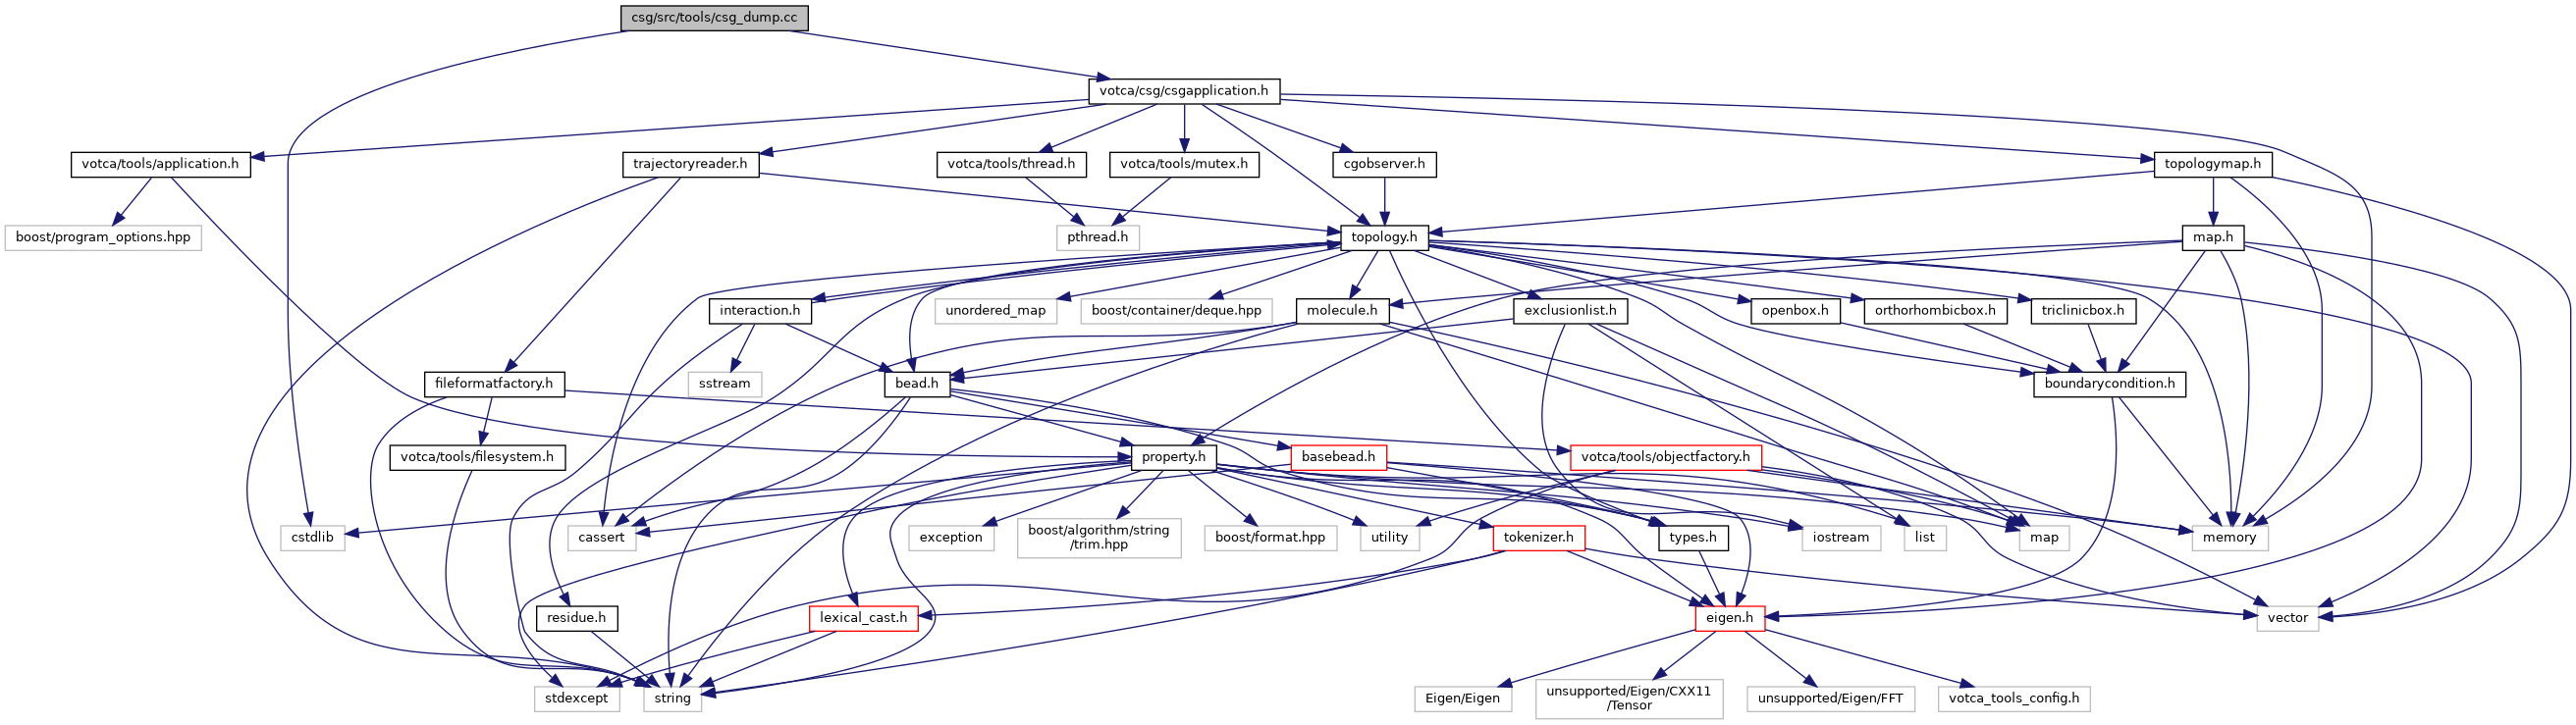 csg/src/tools/csg_dump.cc
votca/csg/csgapplication.h
votca/tools/application.h
trajectoryreader.h
votca/tools/thread.h
votca/tools/mutex.h
cgobserver.h
topologymap.h
boost/program_options.hpp
pthread.h
topology.h
map.h
interaction.h
unordered_map
boost/container/deque.hpp
molecule.h
exclusionlist.h
openbox.h
orthorhombicbox.h
triclinicbox.h
fileformatfactory.h
sstream
bead.h
boundarycondition.h
votca/tools/filesystem.h
property.h
basebead.h
votca/tools/objectfactory.h
cstdlib
cassert
exception
boost/algorithm/string
/trim.hpp
boost/format.hpp
utility
tokenizer.h
types.h
iostream
list
map
memory
residue.h
lexical_cast.h
eigen.h
vector
stdexcept
string
Eigen/Eigen
unsupported/Eigen/CXX11
/Tensor
unsupported/Eigen/FFT
votca_tools_config.h